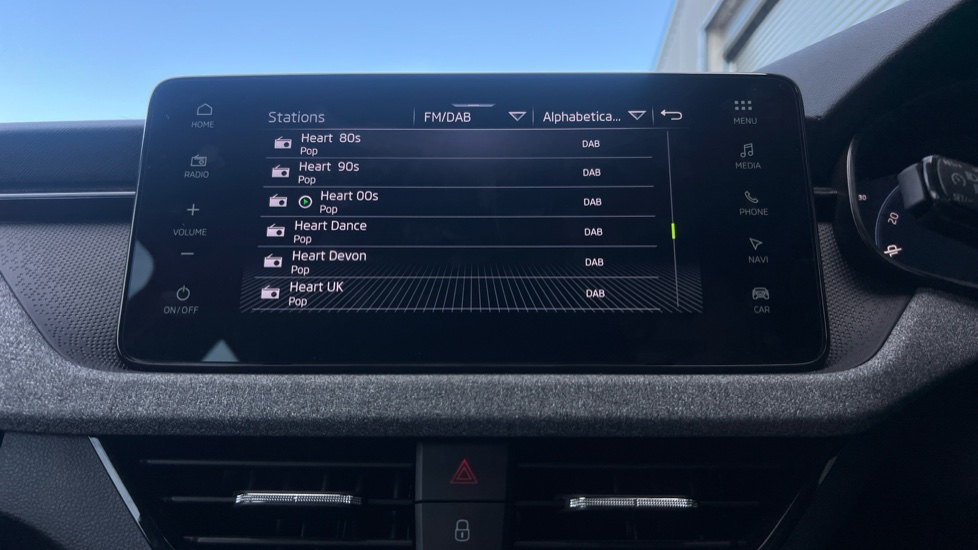 HOME
RADIO
VOLUME
ON/OFF
Stations
FM/DAB
Alphabetica...
Heart 80s
Pop
DAB
Heart 90s
Pop
DAB
Heart 00s
Pop
DAB
Heart Dance
Pop
DAB
Heart Devon
Pop
DAB
Heart UK
Pop
DAB
MENU
MEDIA
PHONE
NAVI
CAR
20